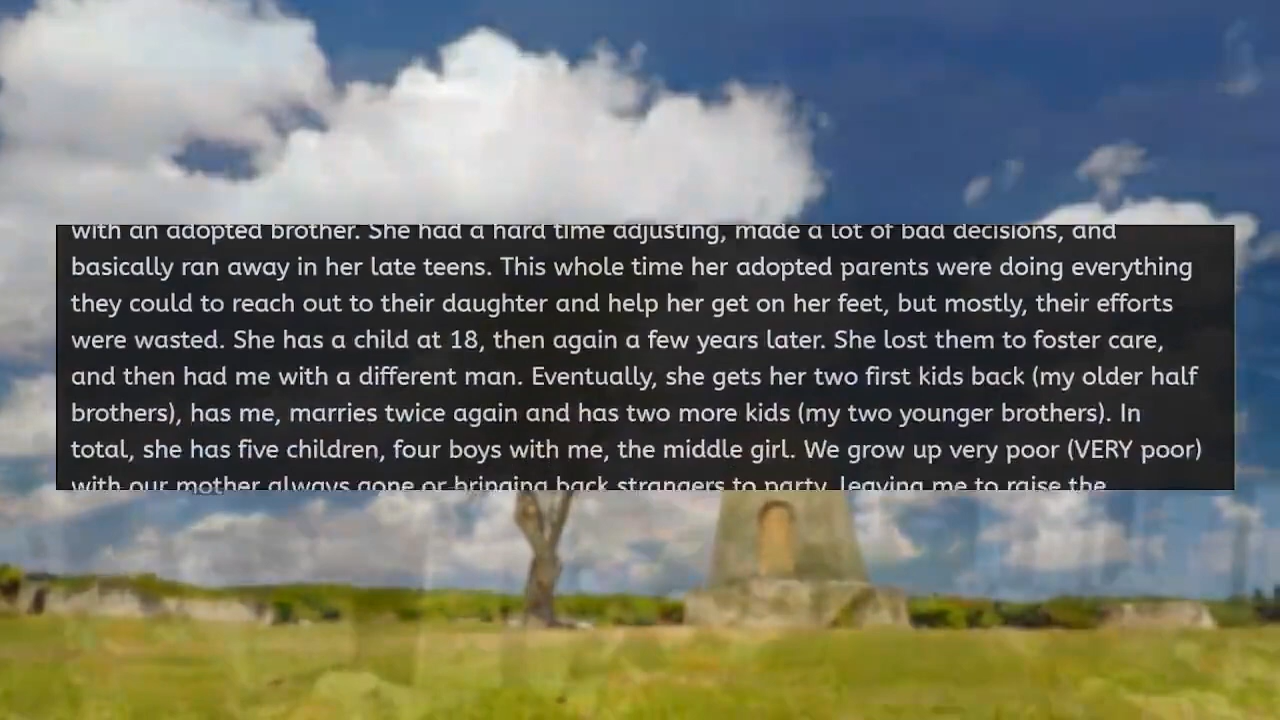 with an adopted brother. She had a hard time adjusting, made a lot of bad decisions, and
basically ran away in her late teens. This whole time her adopted parents were doing everything
they could to reach out to their daughter and help her get on her feet, but mostly, their efforts
were wasted. She has a child at 18, then again a few years later. She lost them to foster care,
and then had me with a different man. Eventually, she gets her two first kids back (my older half
brothers), has me, marries twice again and has two more kids (my two younger brothers). In
total, she has five children, four boys with me, the middle girl. We grow up very poor (VERY poor)
with our mother always gone or bringing back strangers to party, leaving me to raise the